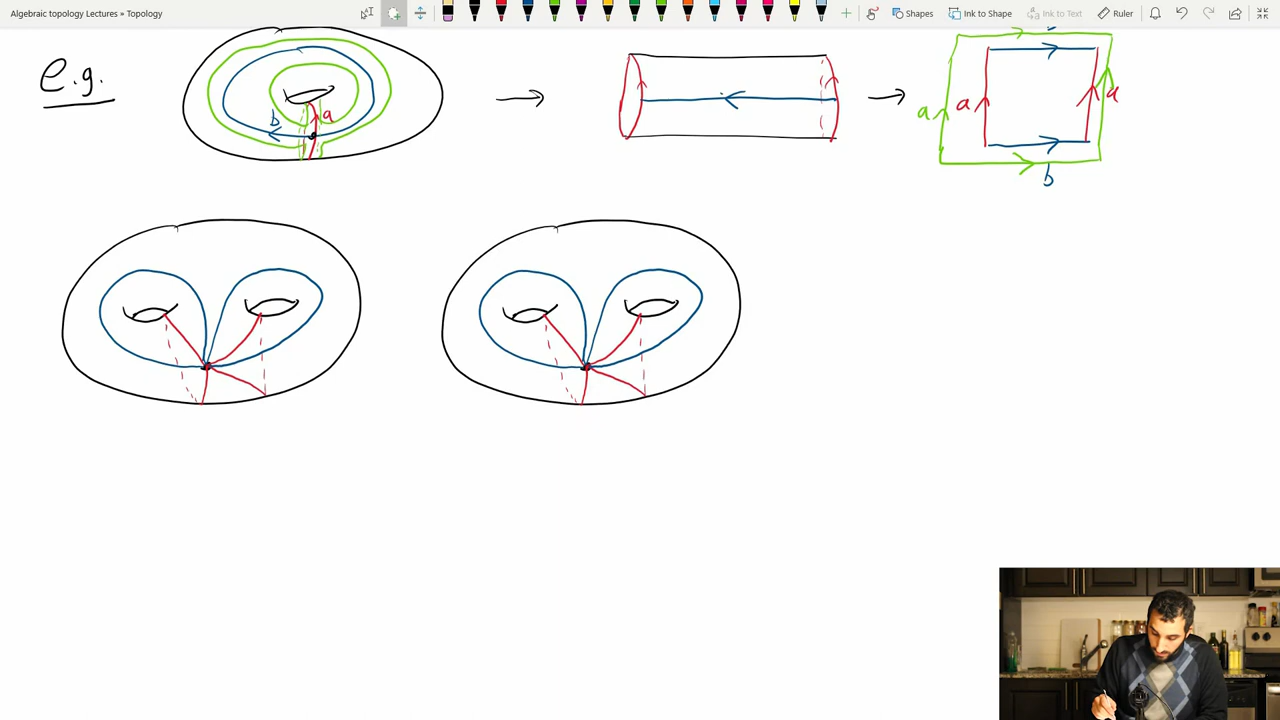 Algebraic topology Lectures » Topology
Shapes
Ink to Shape
Ink to Text
Ruler
e.g.
b
a
a
a
a
b